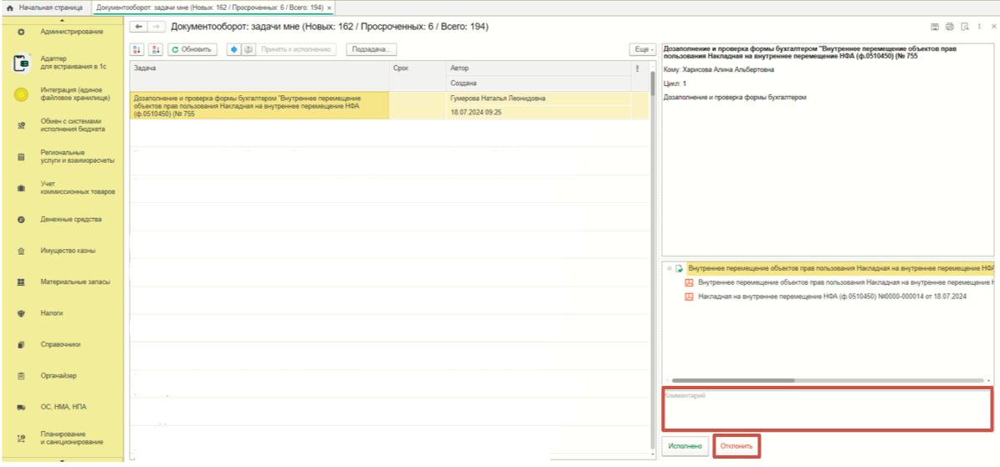 Начальная страница
Документооборот: задачи мне (Новых: 162 / Просроченных: 6 / Всего: 194) ×
Администрирование
Адаптер
для встраивания в 1с
Интеграция (единое
файловое хранилище)
Обмен с системами
исполнения бюджета
Региональные
услуги и взаиморасчеты
Учет
коммиссионных товаров
Денежные средства
Имущество казны
Материальные запасы
Налоги
Справочники
Органайзер
ОС, НМА, НПА
Планирование
и санкционирование
Документооборот: задачи мне (Новых: 162 / Просроченных: 6 / Всего: 194)
Обновить
Принять к исполнению
Подзадача...
Еще
Задача
Срок
Автор
!
Создана
Дозаполнение и проверка формы бухгалтером "Внутреннее перемещение
объектов прав пользования Накладная на внутреннее перемещение НФА
(ф.0510450) (№ 755
Гумерова Наталья Леонидовна
18.07.2024 09:25
Дозаполнение и проверка формы бухгалтером "Внутреннее перемещение объектов прав
пользования Накладная на внутреннее перемещение НФА (ф.0510450) (№ 755
Кому: Харисова Алина Альбертовна
Цикл: 1
Дозаполнение и проверка формы бухгалтером
Внутреннее перемещение объектов прав пользования Накладная на внутреннее перемещение НФА
Внутреннее перемещение объектов прав пользования Накладная на внутреннее перемещение Н
Накладная на внутреннее перемещение НФА (ф.0510450) №0000-000014 от 18.07.2024
Комментарий
Исполнено
Отклонить